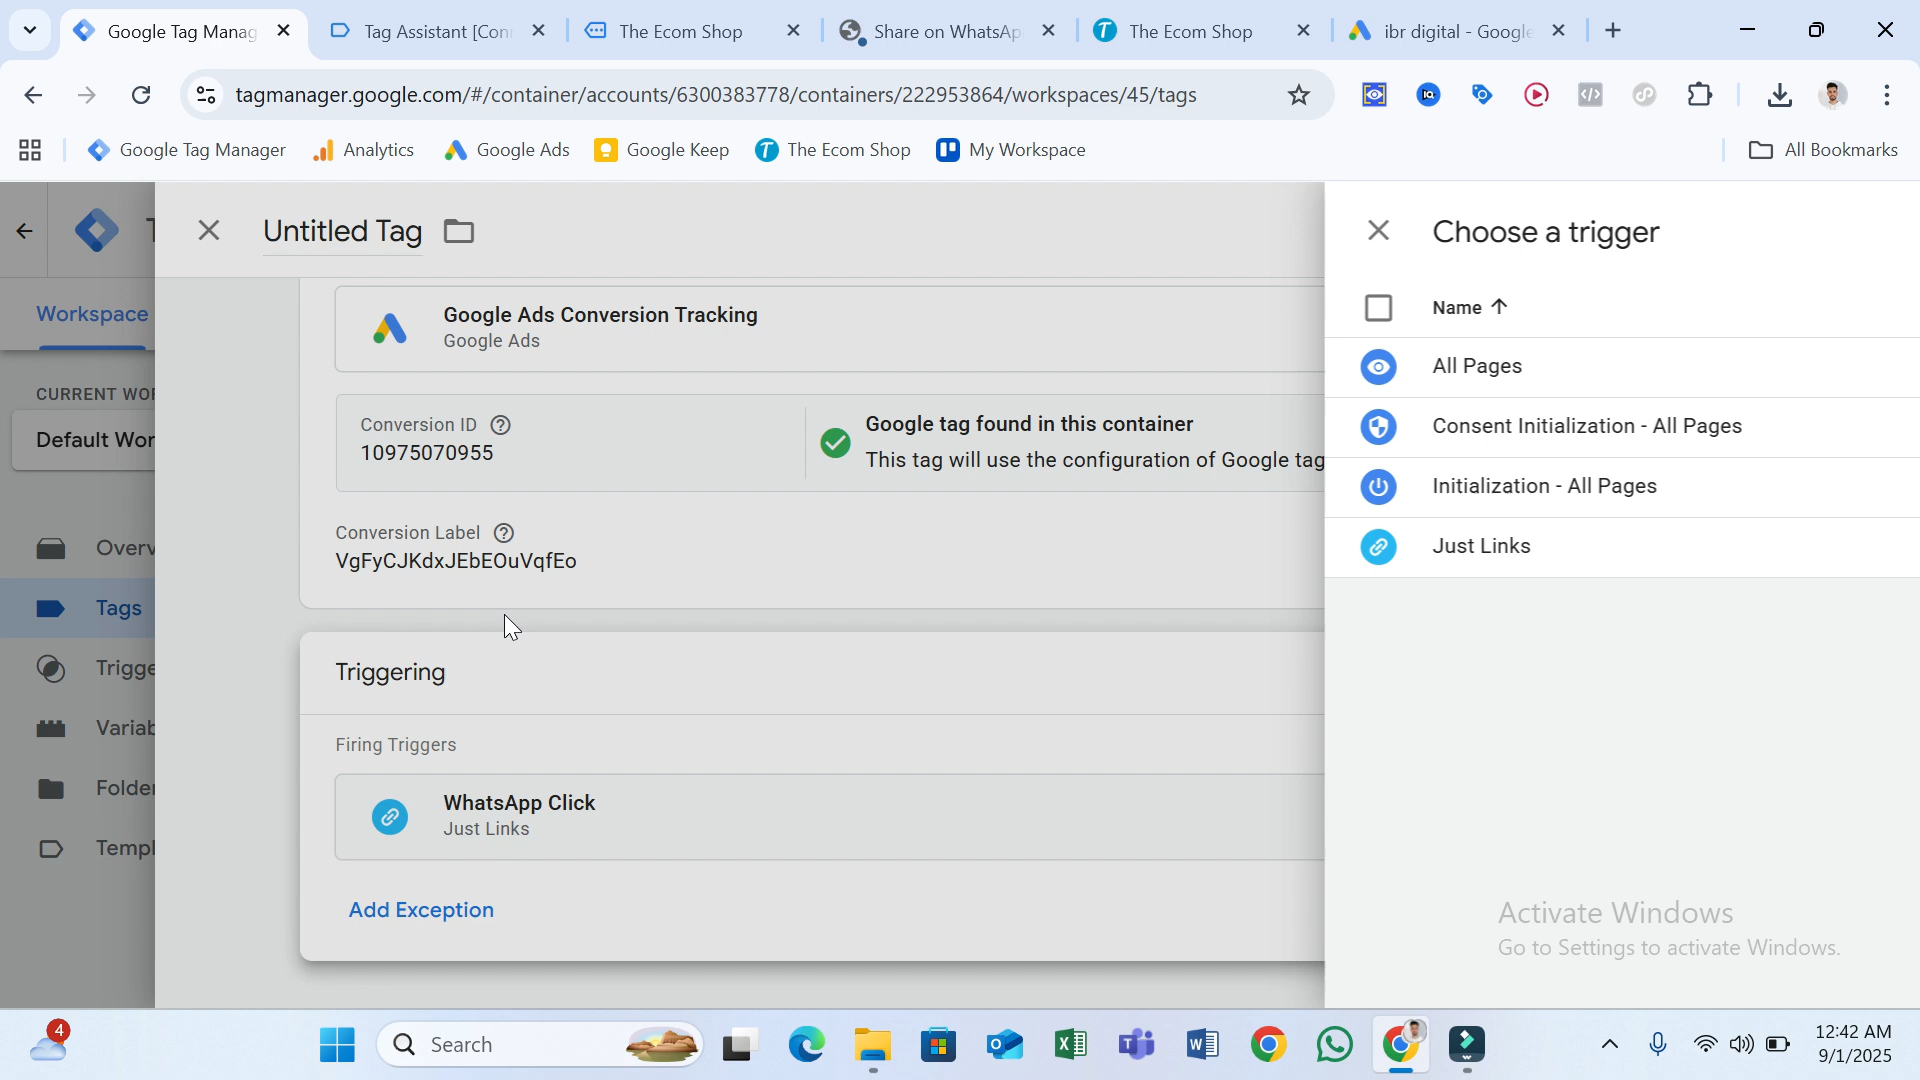 Google Tag Manag
Tag Assistant [Con
The Ecom Shop
Share on WhatsAp
The Ecom Shop
ibr digital - Google
tagmanager.google.com/#/container/accounts/6300383778/containers/222953864/workspaces/45/tags
Google Tag Manager
Analytics
Google Ads
Google Keep
The Ecom Shop
My Workspace
All Bookmarks
Untitled Tag
Choose a trigger
Workspace
Google Ads Conversion Tracking
Google Ads
Name
All Pages
CURRENT WOR
Default Wor
Conversion ID
10975070955
Google tag found in this container
This tag will use the configuration of Google tag
Consent Initialization - All Pages
Initialization - All Pages
Conversion Label
VgFyCJKdxJEbEOuVqfEo
Just Links
Overv
Tags
Trigge
Variab
Folder
Templ
Triggering
Firing Triggers
WhatsApp Click
Just Links
Add Exception
Activate Windows
Go to Settings to activate Windows.
4
Search
12:42 AM
9/1/2025